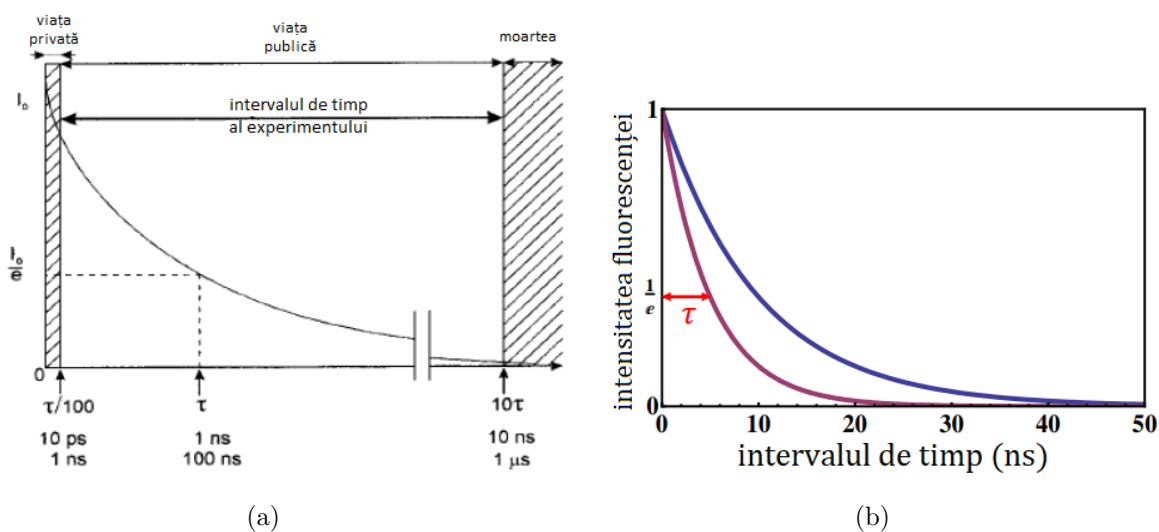 viața
privată
viața
publică
moartea
I₀
intervalul de timp
al experimentului
I₀
e
0
τ/100
τ
10τ
10 ps
1 ns
10 ns
1 ns
100 ns
1 μs
(a)
intensitatea fluorescenței
1
1
e
τ
0
0
10
20
30
40
50
intervalul de timp (ns)
(b)